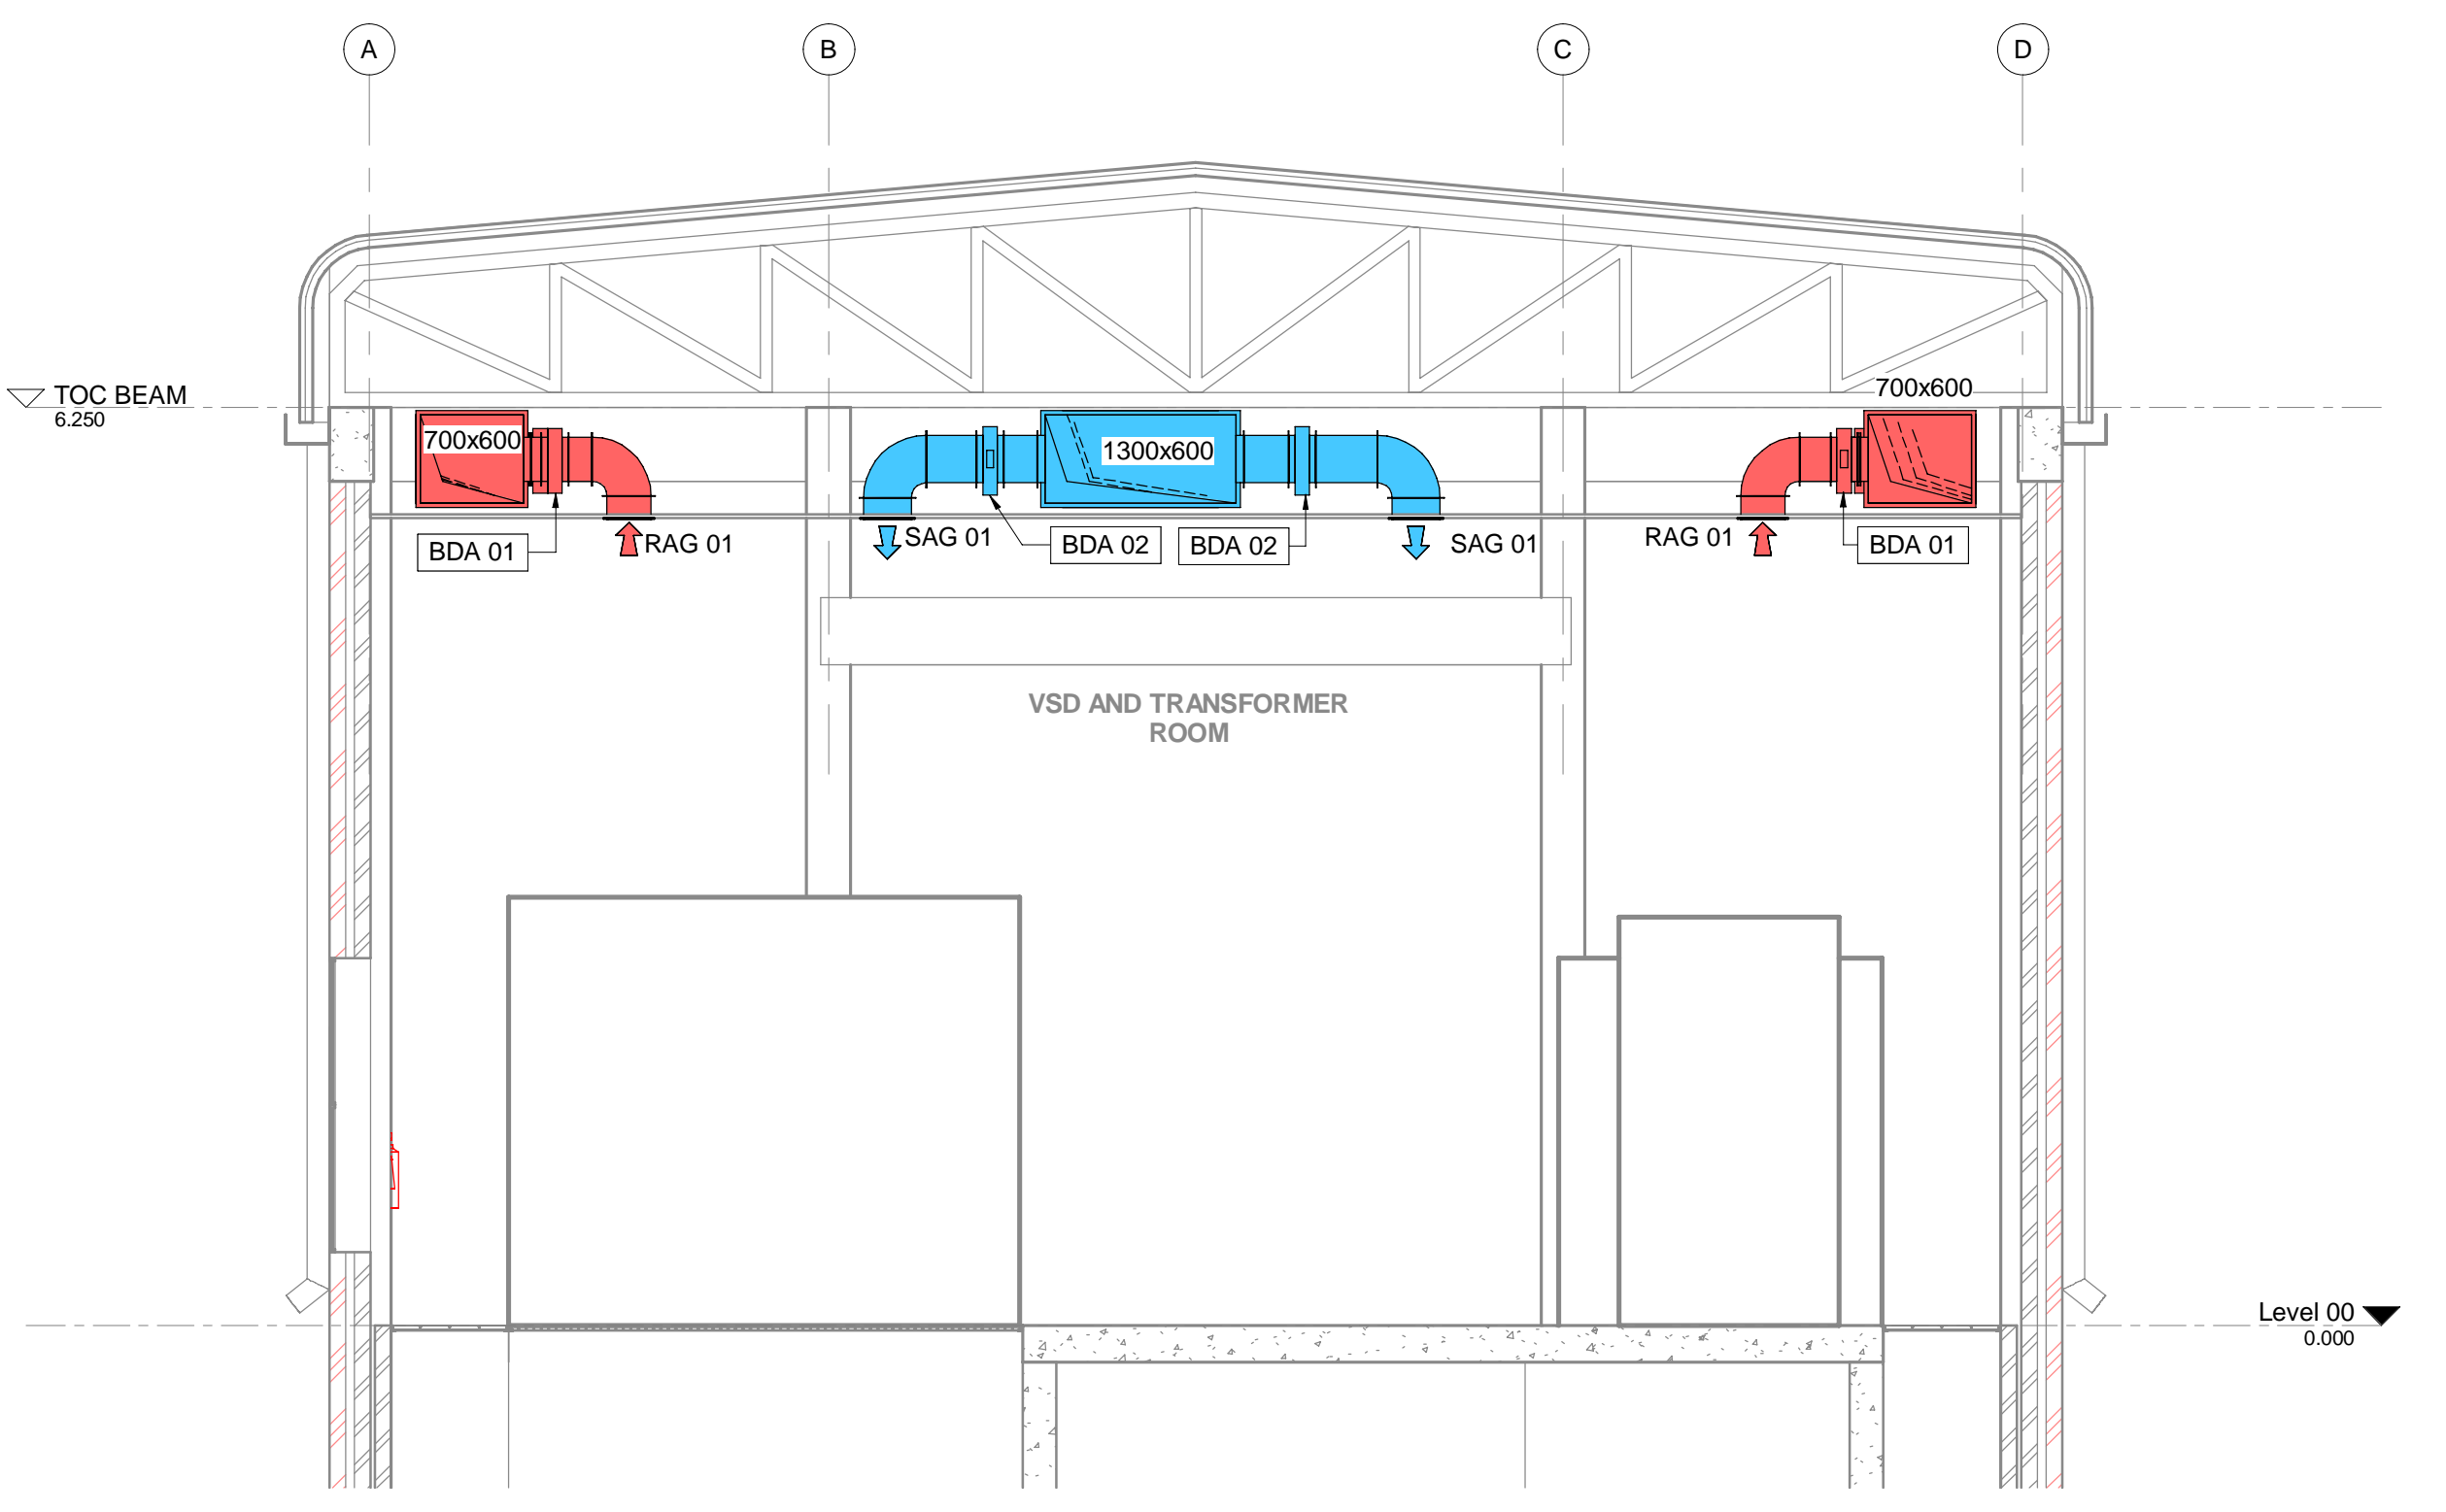 A
B
C
D
TOC BEAM
6.250
700x600
700x600
1300x600
BDA 01
RAG 01
SAG 01
BDA 02
BDA 02
SAG 01
RAG 01
BDA 01
VSD AND TRANSFORMER
ROOM
Level 00
0.000